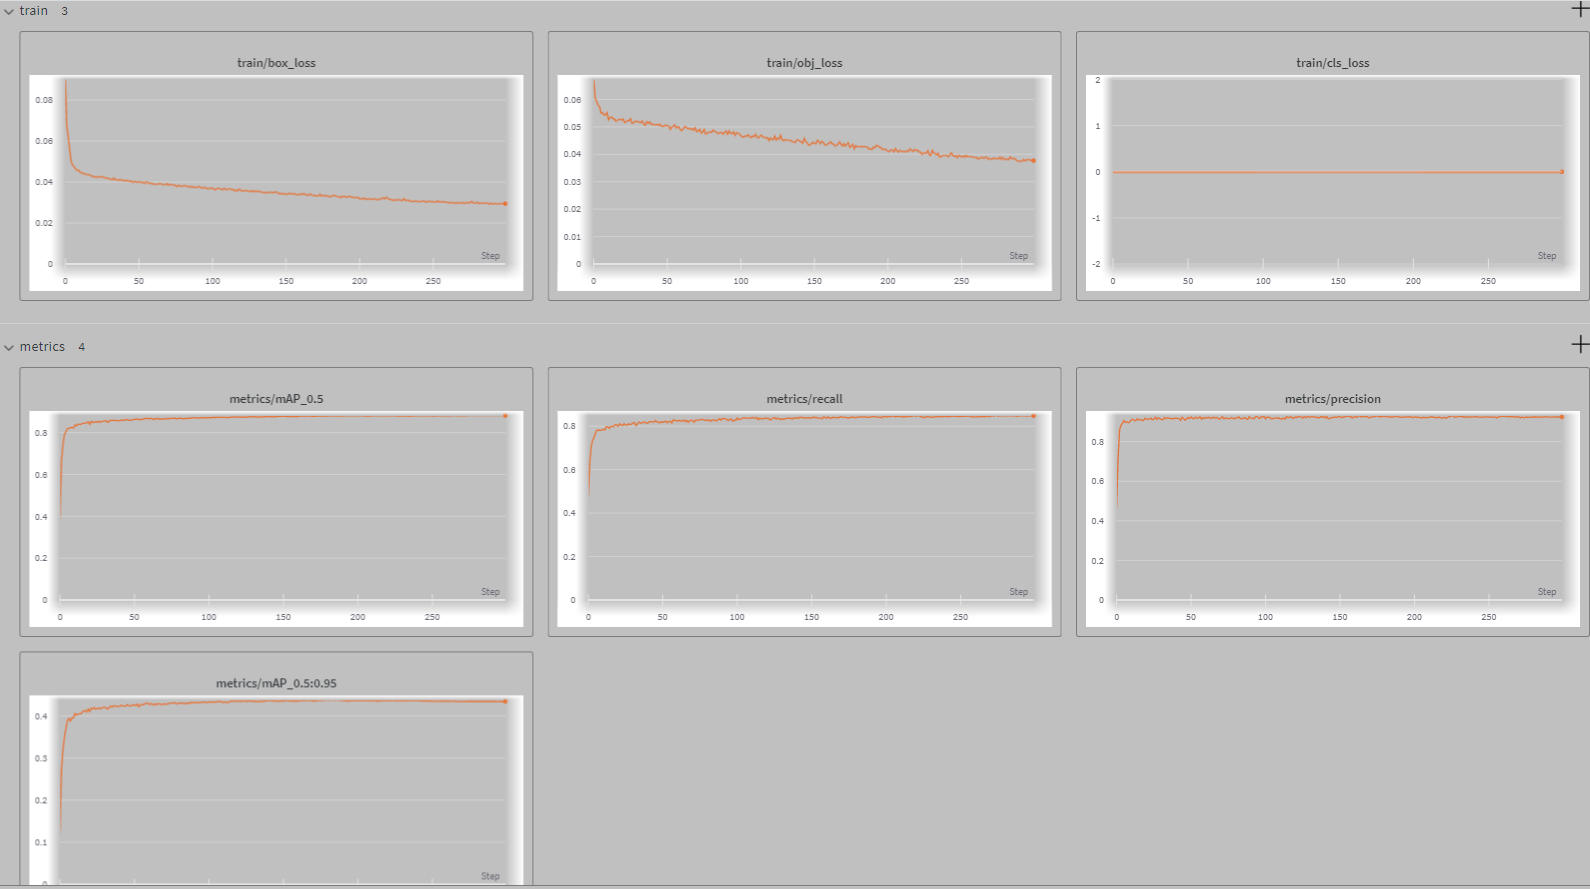 train 3
train/box_loss
0.08
0.06
0.04
0.02
0
Step
0 50 100 150 200 250
train/obj_loss
0.06
0.05
0.04
0.03
0.02
0.01
0
Step
0 50 100 150 200 250
train/cls_loss
2
1
0
-1
-2
Step
0 50 100 150 200 250
metrics 4
metrics/mAP_0.5
0.8
0.6
0.4
0.2
0
Step
0 50 100 150 200 250
metrics/recall
0.8
0.6
0.4
0.2
0
Step
0 50 100 150 200 250
metrics/precision
0.8
0.6
0.4
0.2
0
Step
0 50 100 150 200 250
metrics/mAP_0.5:0.95
0.4
0.3
0.2
0.1
0
Step